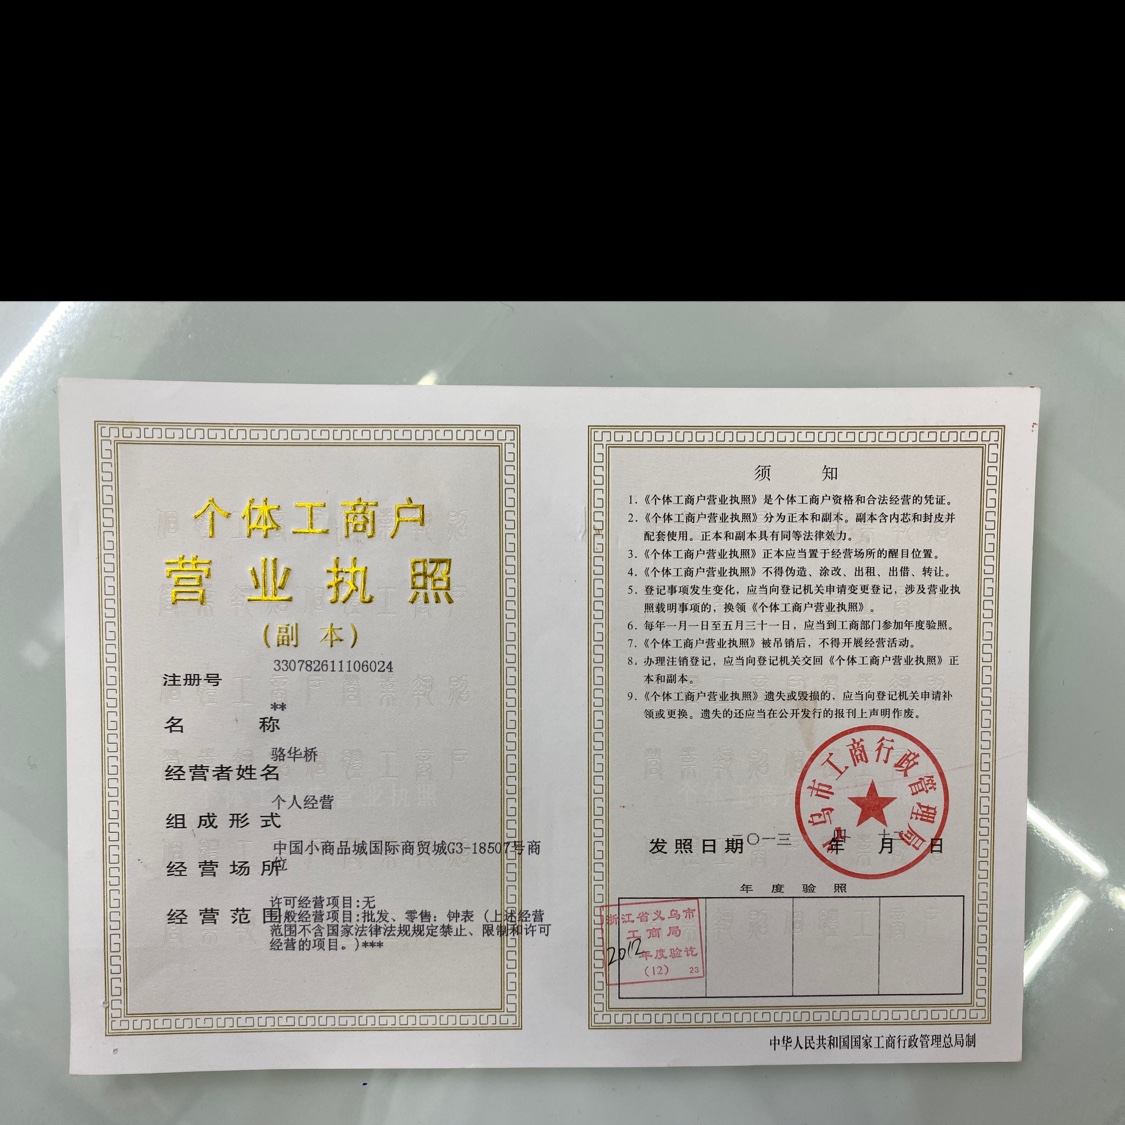 个体工商户
营业执照
(副 本)
注册号 330782611106024
名 称 **
经营者姓名 骆华桥
组成形式 个人经营
经营场所 中国小商品城国际商贸城G3-18507号商
位
经营范围 许可经营项目:无
一般经营项目:批发、零售:钟表(上述经营
范围不含国家法律法规规定禁止、限制和许可
经营的项目。)***
须 知
1.《个体工商户营业执照》是个体工商户资格和合法经营的凭证。
2.《个体工商户营业执照》分为正本和副本。副本含内芯和封皮并
配套使用。正本和副本具有同等法律效力。
3.《个体工商户营业执照》正本应当置于经营场所的醒目位置。
4.《个体工商户营业执照》不得伪造、涂改、出租、出借、转让。
5. 登记事项发生变化，应当向登记机关申请变更登记，涉及营业执
照载明事项的，换领《个体工商户营业执照》。
6. 每年一月一日至五月三十一日，应当到工商部门参加年度验照。
7.《个体工商户营业执照》被吊销后，不得开展经营活动。
8. 办理注销登记，应当向登记机关交回《个体工商户营业执照》正
本和副本。
9.《个体工商户营业执照》遗失或毁损的，应当向登记机关申请补
领或更换。遗失的还应当在公开发行的报刊上声明作废。
义乌市工商行政管理局
发照日期 二〇一三 年 月 日
年 度 验 照
浙江省义乌市
工商局
2012 年度验讫
(12) 23
中华人民共和国国家工商行政管理总局制